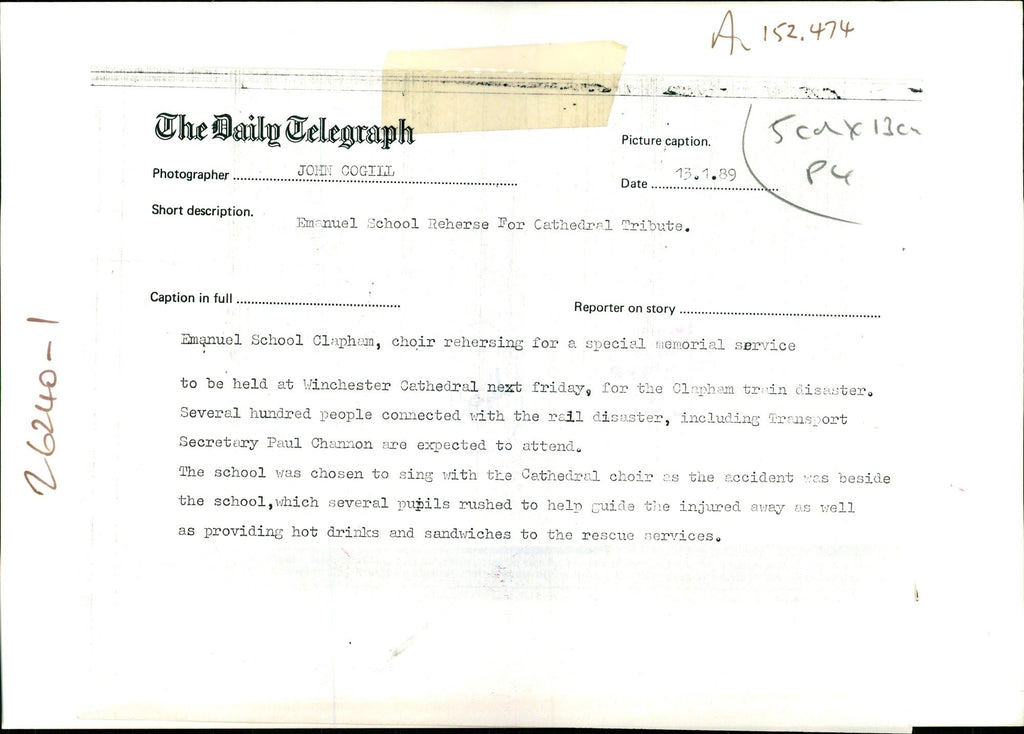 A 152.474
The Daily Telegraph
Picture caption.
5 col x 13cm
P4
Photographer ........ JOHN COGILL
Date ........ 13.1.89
Short description.
Emanuel School Reherse For Cathedral Tribute.
Caption in full ........
Reporter on story ........
Emanuel School Clapham, choir rehersing for a special memorial service
to be held at Winchester Cathedral next friday, for the Clapham train disaster.
Several hundred people connected with the rail disaster, including Transport
Secretary Paul Channon are expected to attend.
The school was chosen to sing with the Cathedral choir as the accident was beside
the school,which several pupils rushed to help guide the injured away as well
as providing hot drinks and sandwiches to the rescue services.
26240-1